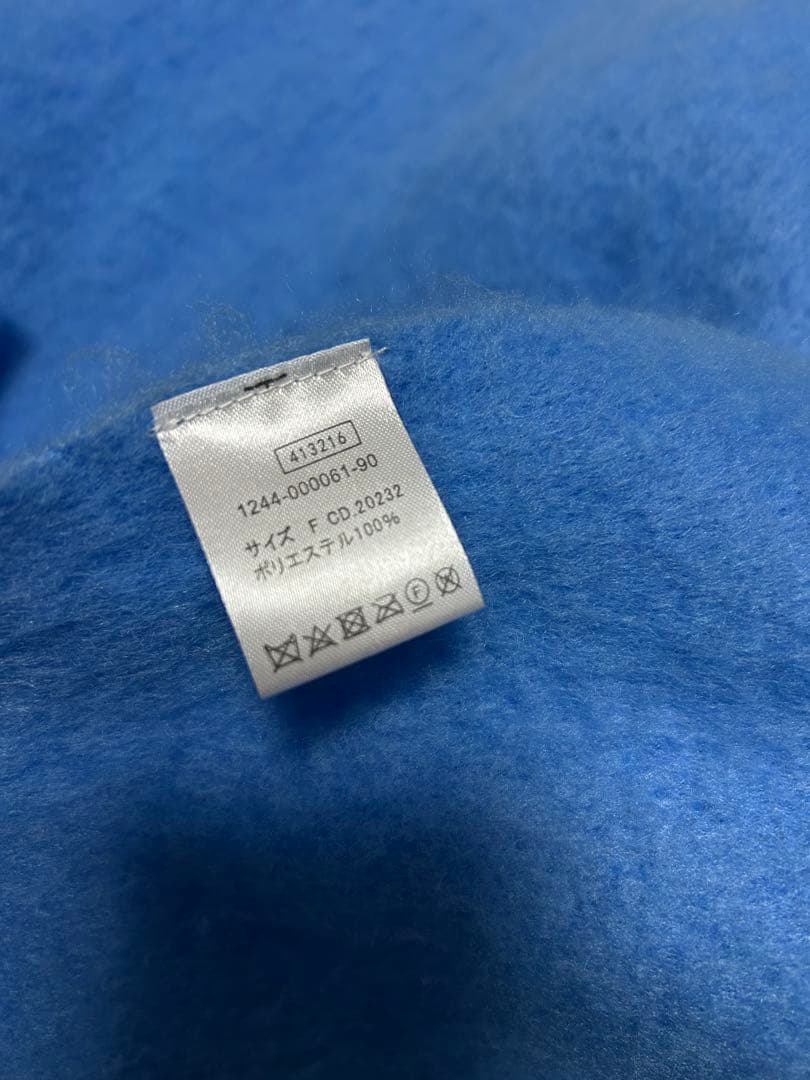 413216
1244-000061-90
サイズ F CD.20232
ポリエステル100%
F